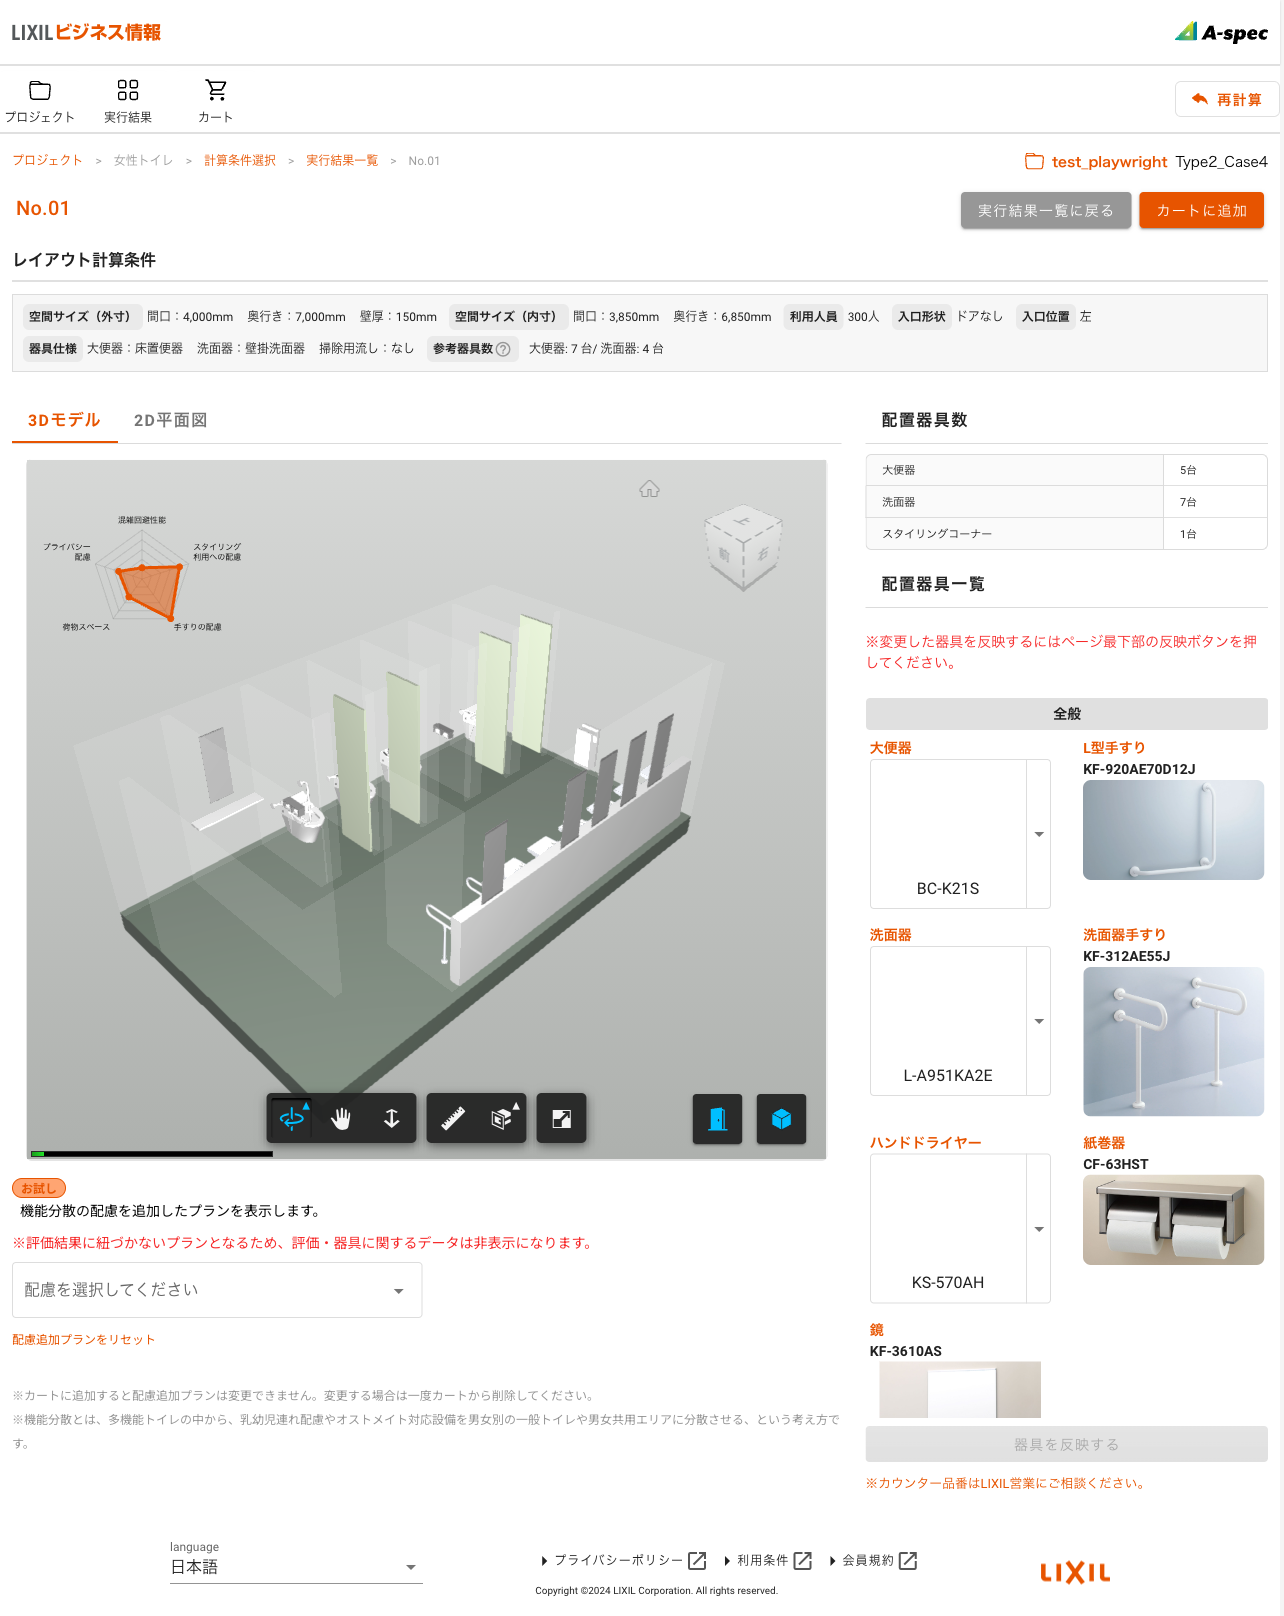 LIXILビジネス情報
A-spec
プロジェクト 実行結果 カート
再計算
プロジェクト > 女性トイレ > 計算条件選択 > 実行結果一覧 > No.01
test_playwright Type2_Case4
No.01
実行結果一覧に戻る カートに追加
レイアウト計算条件
空間サイズ（外寸） 間口：4,000mm 奥行き：7,000mm 壁厚：150mm 空間サイズ（内寸） 間口：3,850mm 奥行き：6,850mm 利用人員 300人 入口形状 ドアなし 入口位置 左
器具仕様 大便器：床置便器 洗面器：壁掛洗面器 掃除用流し：なし 参考器具数 ? 大便器: 7 台/ 洗面器: 4 台
3Dモデル 2D平面図
混雑回避性能
プライバシー
配慮
スタイリング
利用への配慮
荷物スペース 手すりの配慮
上
前 右
お試し
機能分散の配慮を追加したプランを表示します。
※評価結果に紐づかないプランとなるため、評価・器具に関するデータは非表示になります。
配慮を選択してください
配慮追加プランをリセット
※カートに追加すると配慮追加プランは変更できません。変更する場合は一度カートから削除してください。
※機能分散とは、多機能トイレの中から、乳幼児連れ配慮やオストメイト対応設備を男女別の一般トイレや男女共用エリアに分散させる、という考え方で
す。
配置器具数
大便器 5台
洗面器 7台
スタイリングコーナー 1台
配置器具一覧
※変更した器具を反映するにはページ最下部の反映ボタンを押
してください。
全般
大便器
BC-K21S
L型手すり
KF-920AE70D12J
洗面器
L-A951KA2E
洗面器手すり
KF-312AE55J
ハンドドライヤー
KS-570AH
紙巻器
CF-63HST
鏡
KF-3610AS
器具を反映する
※カウンター品番はLIXIL営業にご相談ください。
language
日本語
プライバシーポリシー 利用条件 会員規約
Copyright ©2024 LIXIL Corporation. All rights reserved.
LIXIL